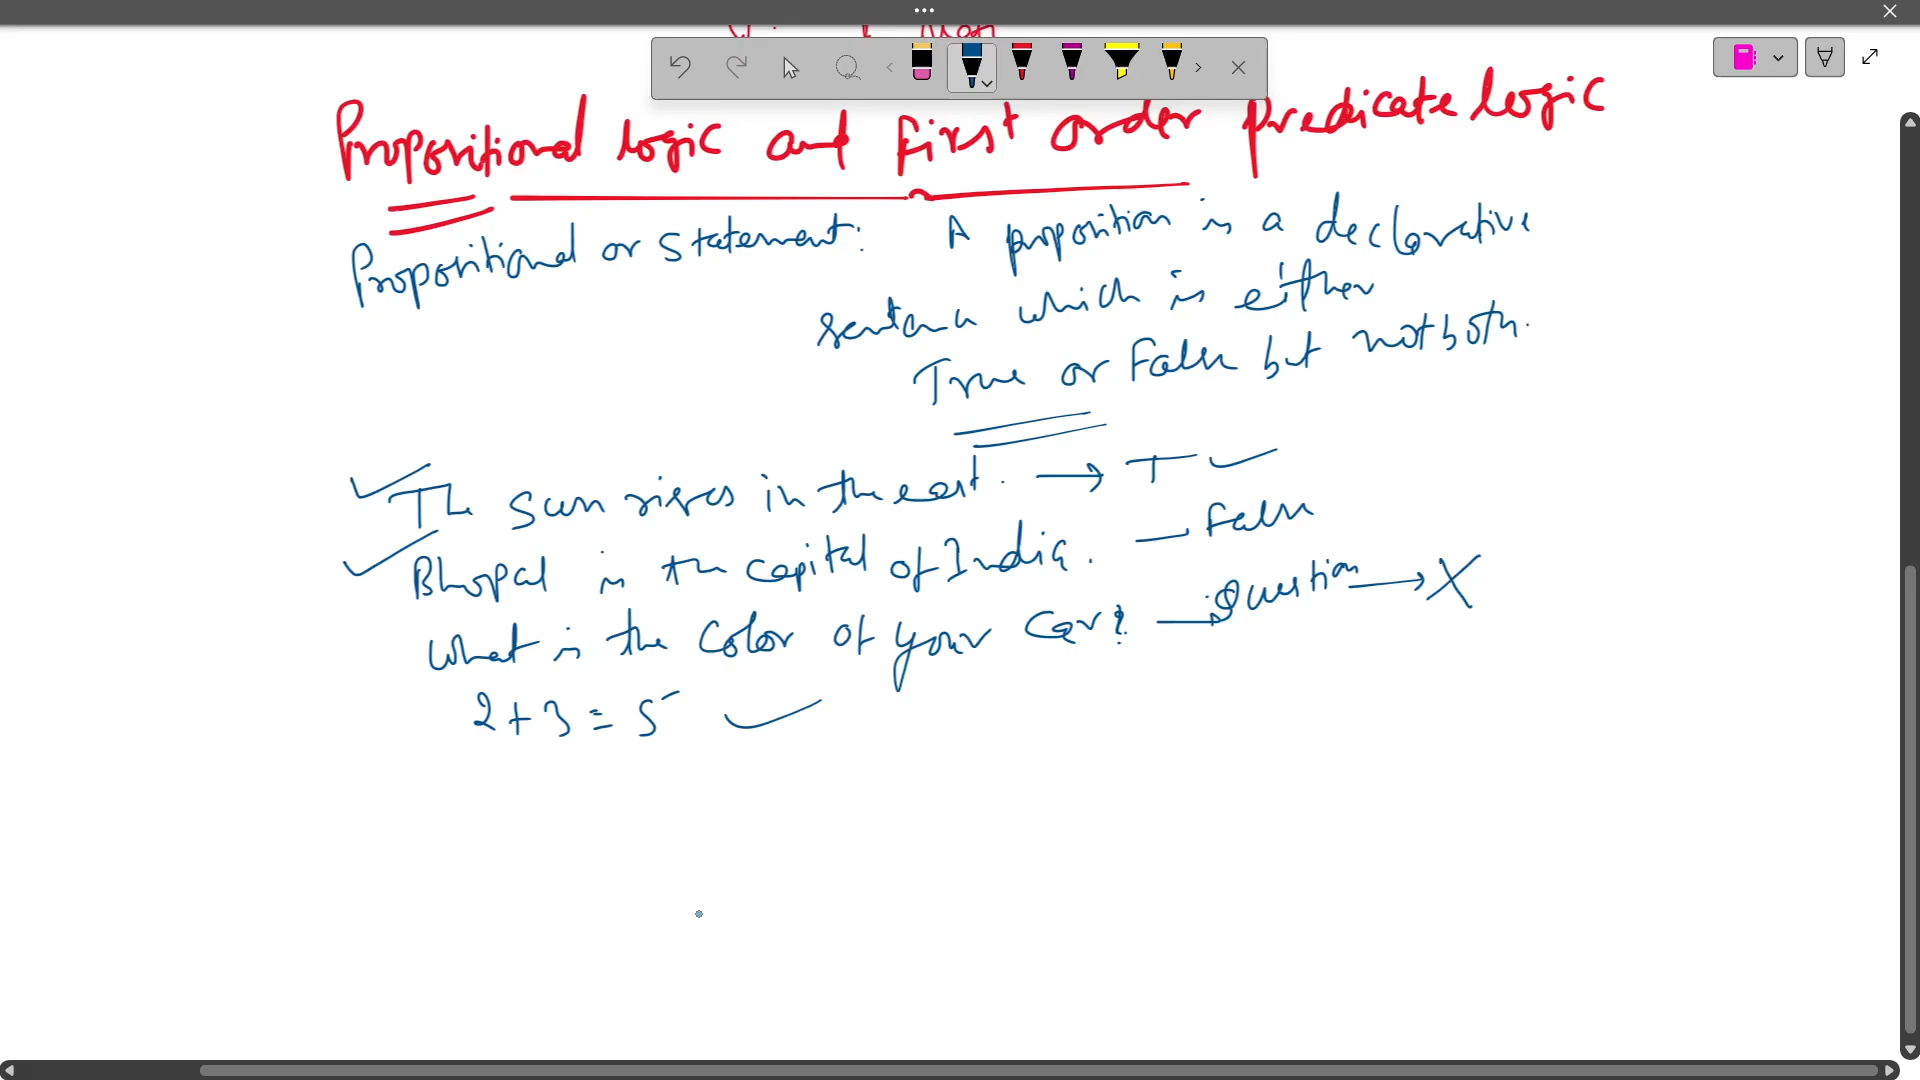 Propositional logic and First order Predicate logic
Propositional or Statement: A proposition is a declarative
sentence which is either
True or False but not both.
The Sun rises in the east. → T ✓
Bhopal is the capital of India. — False
What is the Color of your Car? → Question → X
2+3=5 ✓